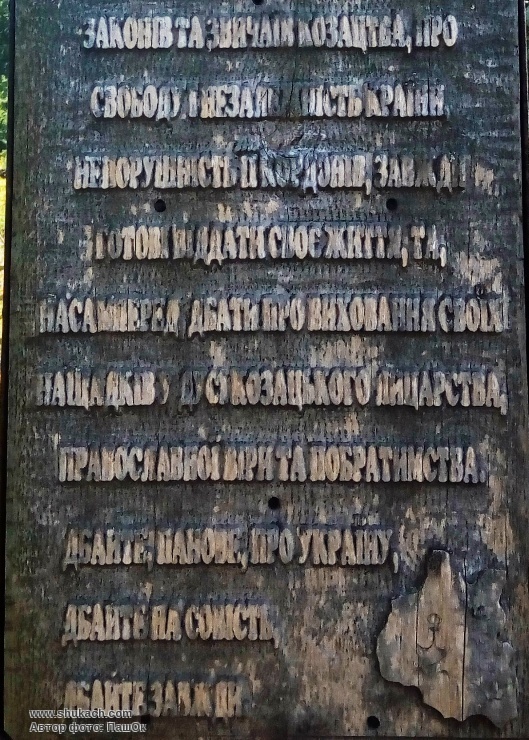 ЗАКОНІВ ТА ЗВИЧАЇВ КОЗАЦТВА, ПРО
СВОБОДУ І НЕЗАЛЕЖНІСТЬ КРАЇНИ,
НЕПОРУШНІСТЬ ЇЇ КОРДОНІВ, ЗАВЖДИ
ГОТОВІ ВІДДАТИ СВОЄ ЖИТТЯ, ТА,
НАСАМПЕРЕД, ДБАТИ ПРО ВИХОВАННЯ СВОЇХ
НАЩАДКІВ У ДУСІ КОЗАЦЬКОГО ЛИЦАРСТВА,
ПРАВОСЛАВНОЇ ВІРИ ТА ПОБРАТИМСТВА.
ДБАЙТЕ, ПАНОВЕ, ПРО УКРАЇНУ,
ДБАЙТЕ НА СОВІСТЬ,
ДБАЙТЕ ЗАВЖДИ
www.shukach.com
Автор фото: ПашОк